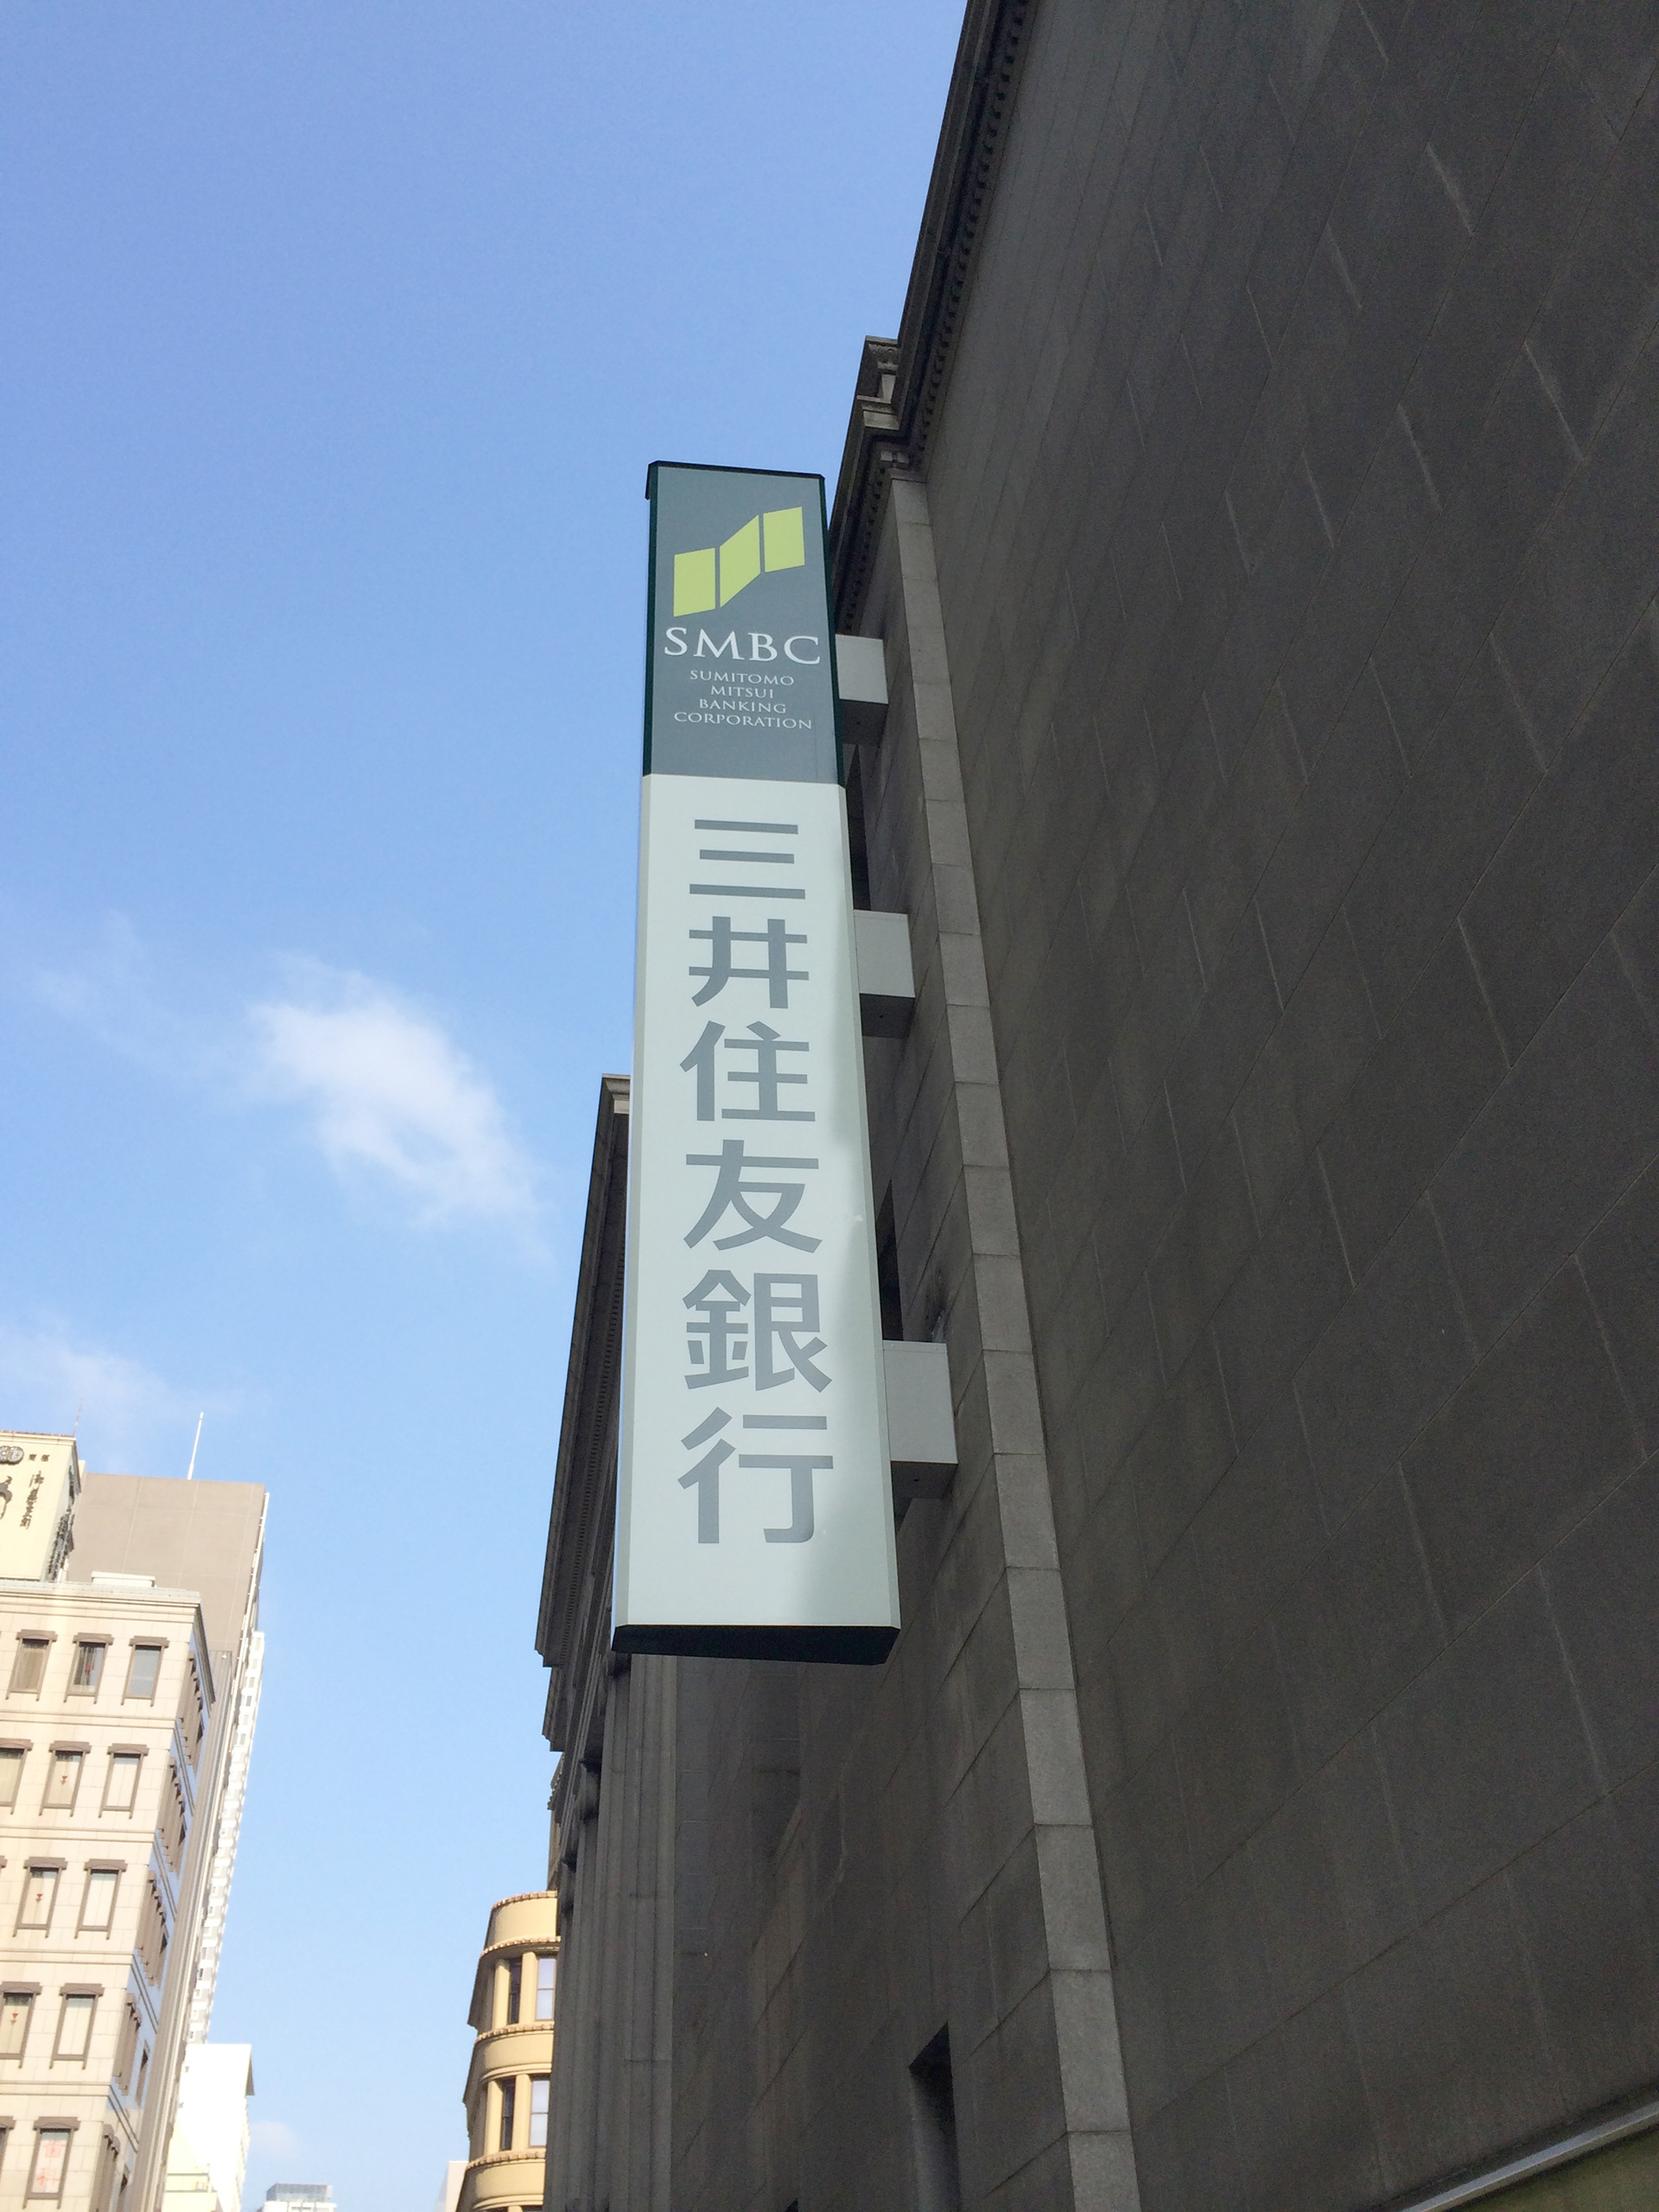 SMBC
SUMITOMO
MITSUI
BANKING
CORPORATION
三井住友銀行